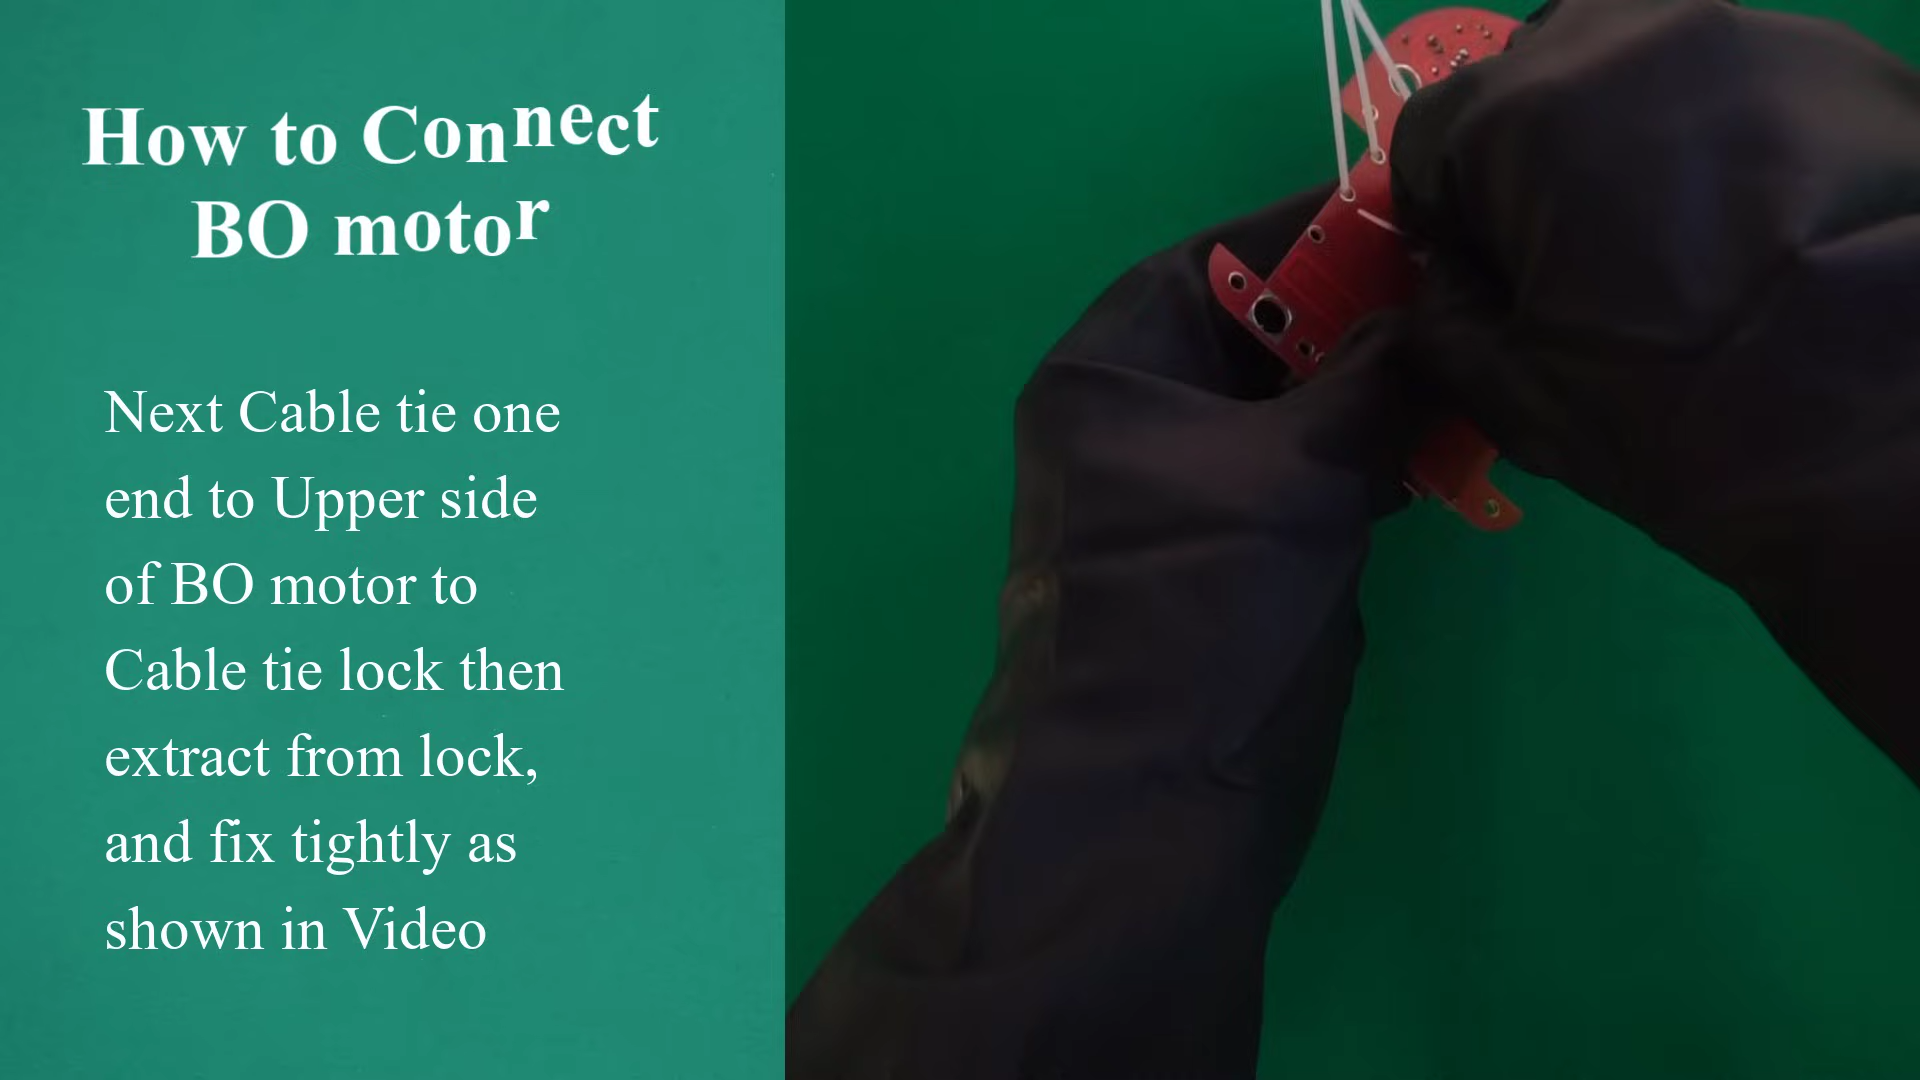 How to Connect
BO motor
Next Cable tie one
end to Upper side
of BO motor to
Cable tie lock then
extract from lock,
and fix tightly as
shown in Video